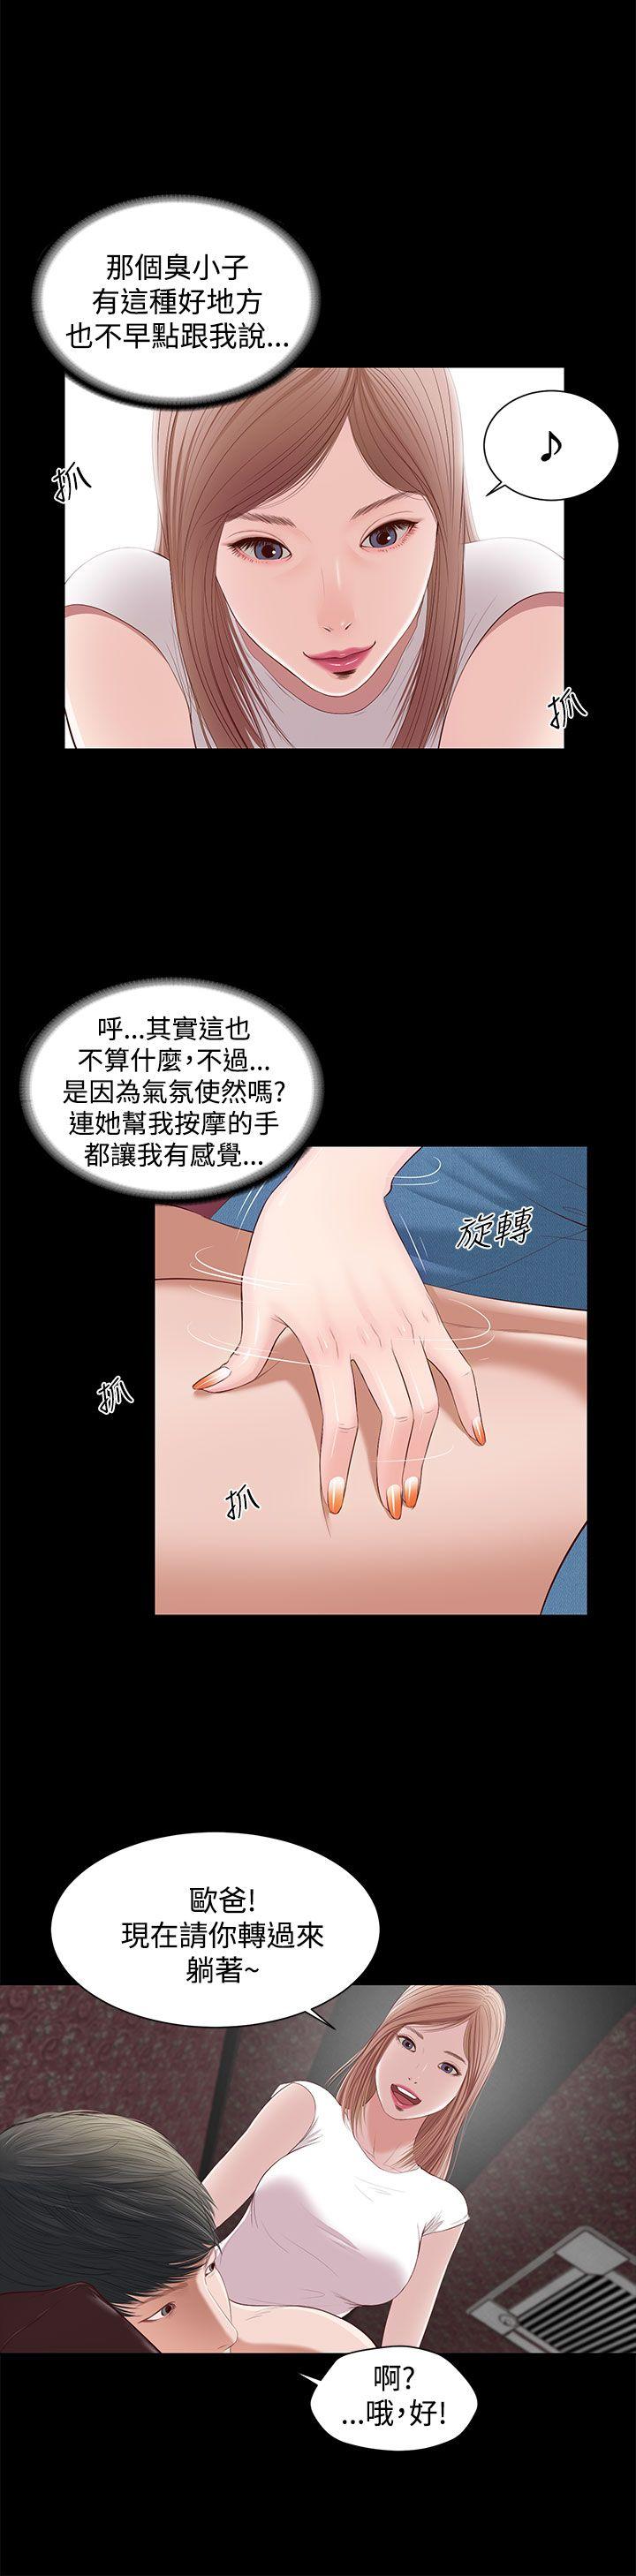 那個臭小子
有這種好地方
也不早點跟我說...
♪
抓
抓
呼...其實這也
不算什麼,不過...
是因為氣氛使然嗎?
連她幫我按摩的手
都讓我有感覺...
旋轉
抓
抓
歐爸!
現在請你轉過來
躺著~
啊?
...哦,好!